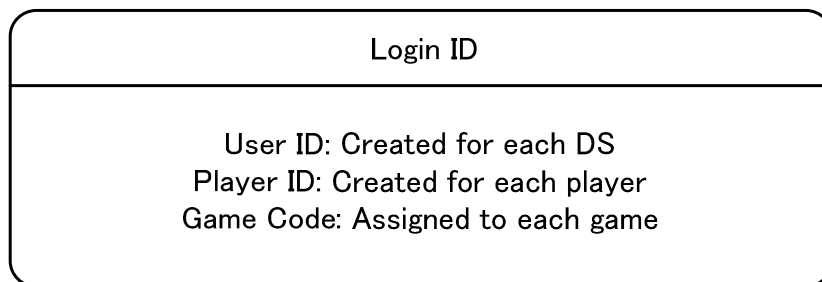 Login ID
User ID: Created for each DS
Player ID: Created for each player
Game Code: Assigned to each game